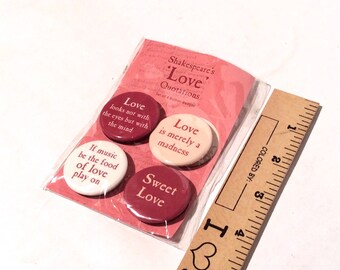 Shakespeare's
'Love'
Quotations
Love
looks not with
the eyes but with
the mind
Love
is merely a
madness
If music
be the food
of love
play on
Sweet
Love
COLORED BY:
1
2
3
4
I